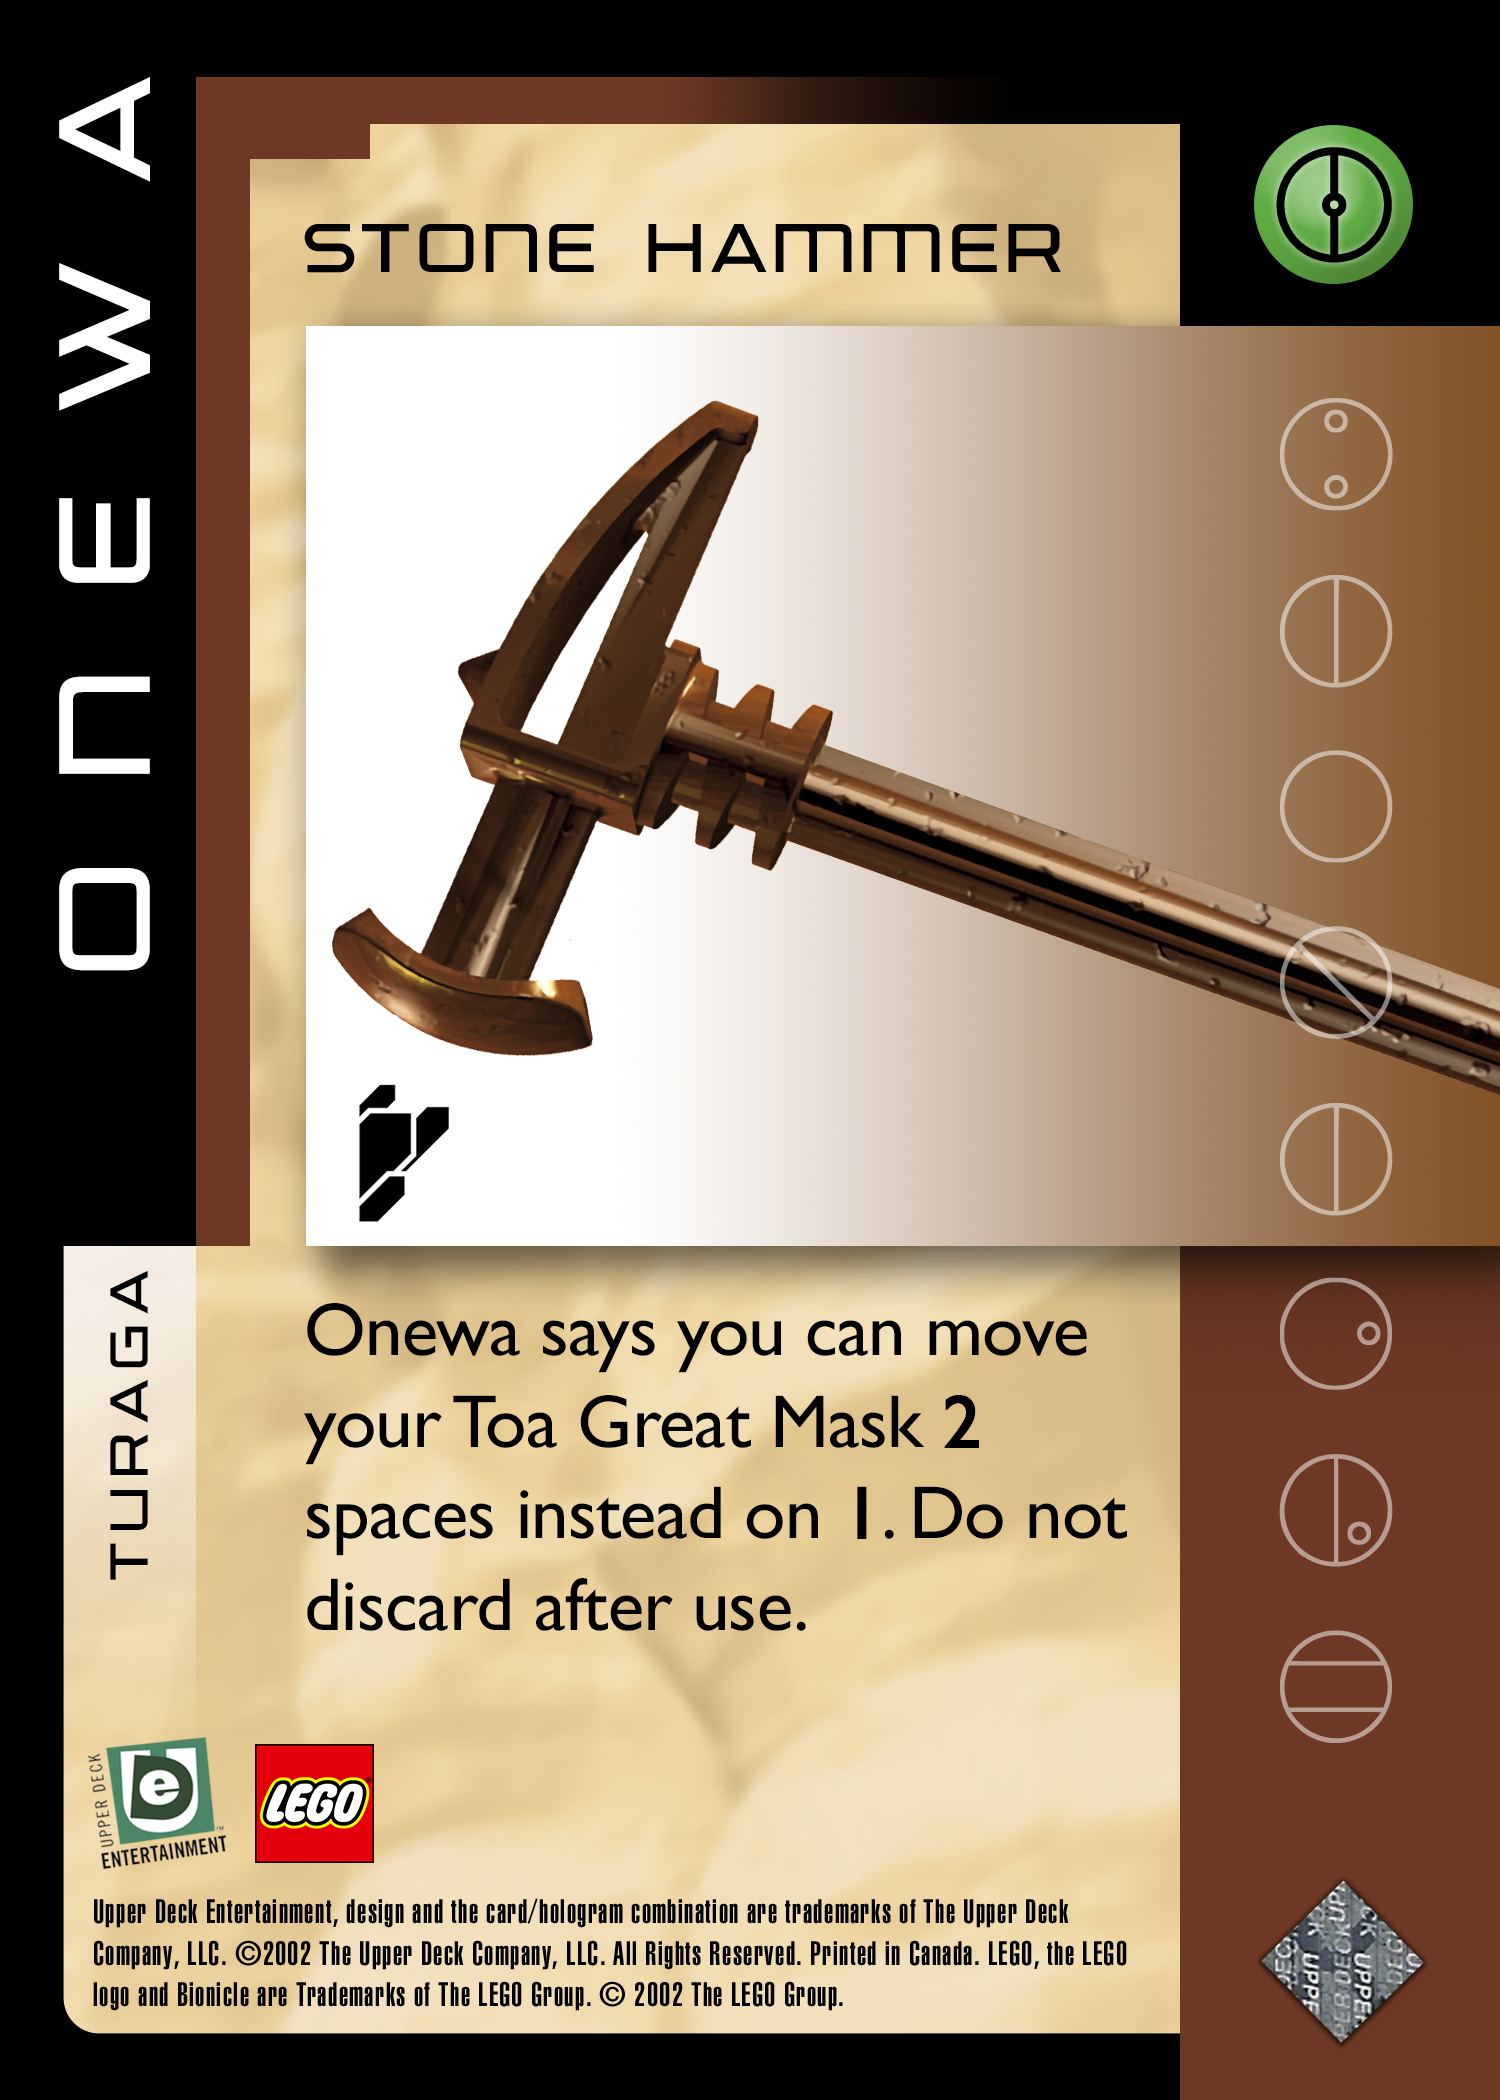 ONEWA
STONE HAMMER
TURAGA
Onewa says you can move
your Toa Great Mask 2
spaces instead on 1. Do not
discard after use.
UPPER DECK
ENTERTAINMENT
LEGO
Upper Deck Entertainment, design and the card/hologram combination are trademarks of The Upper Deck
Company, LLC. ©2002 The Upper Deck Company, LLC. All Rights Reserved. Printed in Canada. LEGO, the LEGO
logo and Bionicle are Trademarks of The LEGO Group. © 2002 The LEGO Group.